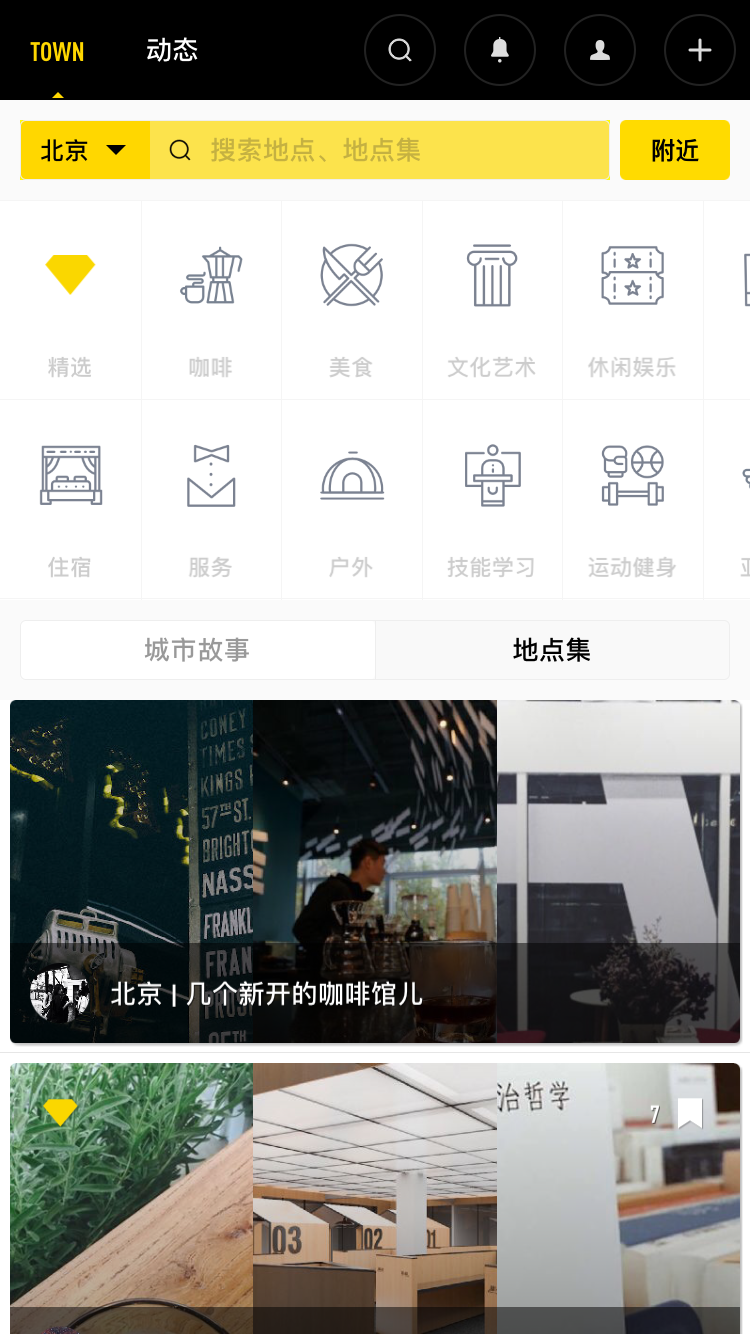 TOWN 动态
北京 搜索地点、地点集 附近
精选 咖啡 美食 文化艺术 休闲娱乐
住宿 服务 户外 技能学习 运动健身
城市故事 地点集
CONEY
TIMES
KINGS
57TH ST.
BRIGHT
NASS
FRANKL
FRAN
北京 | 几个新开的咖啡馆儿
治哲学
7
03 02 01